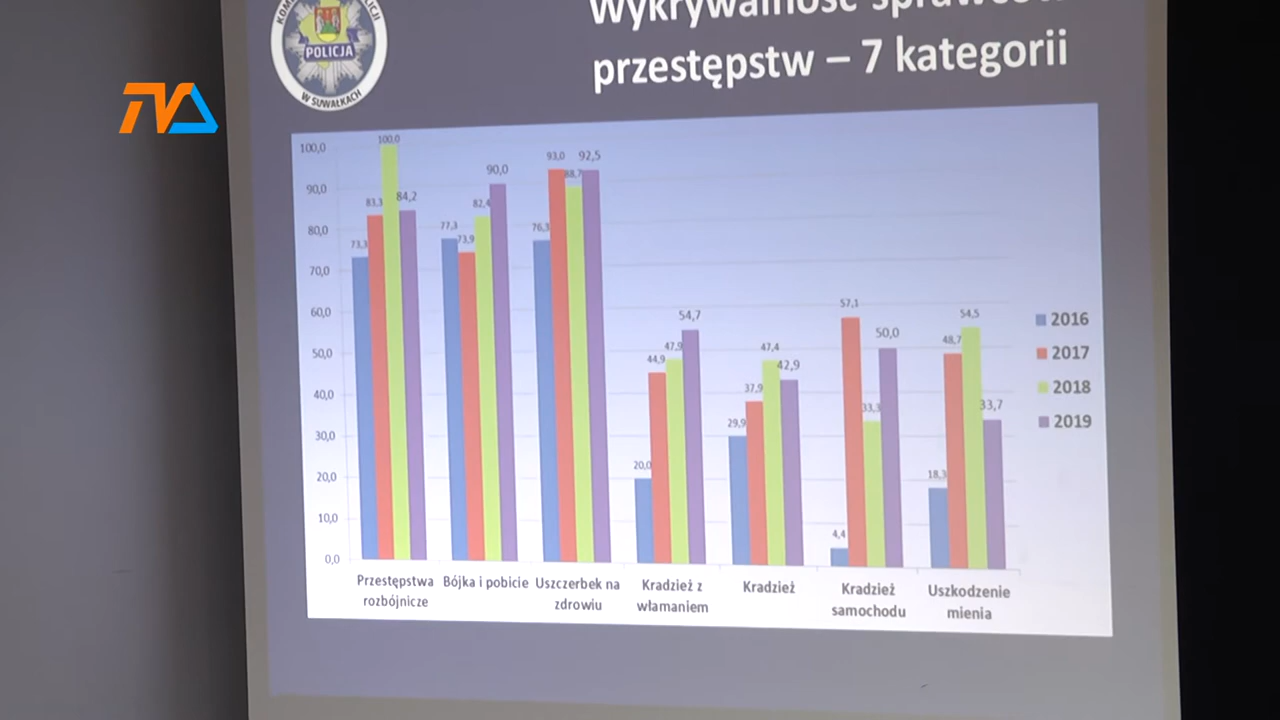 POLICJA
W SUWAŁKACH
TVA
przestępstw – 7 kategorii
100,0
90,0
80,0
70,0
60,0
50,0
40,0
30,0
20,0
10,0
0,0
73,3
83,3
100,0
84,2
77,3
73,9
82,4
90,0
76,3
93,0
88,7
92,5
20,0
44,9
47,9
54,7
29,9
37,9
47,4
42,9
4,4
57,1
33,3
50,0
18,3
48,7
54,5
33,7
Przestępstwa
rozbójnicze
Bójka i pobicie
Uszczerbek na
zdrowiu
Kradzież z
włamaniem
Kradzież
Kradzież
samochodu
Uszkodzenie
mienia
2016
2017
2018
2019